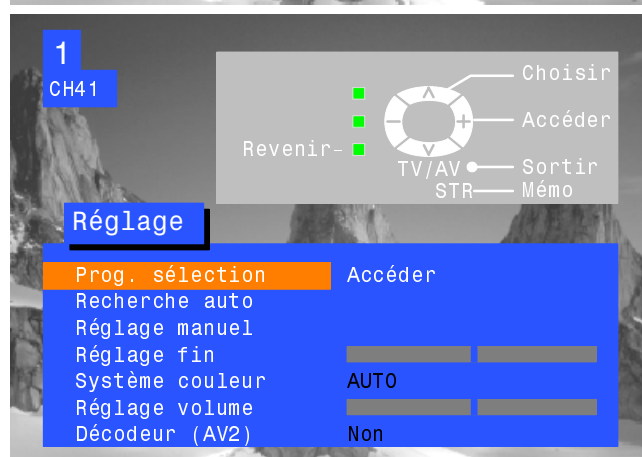 1
CH41
Choisir
Accéder
Revenir
TV/AV Sortir
STR Mémo
Réglage
Prog. sélection Accéder
Recherche auto
Réglage manuel
Réglage fin
Système couleur AUTO
Réglage volume
Décodeur (AV2) Non